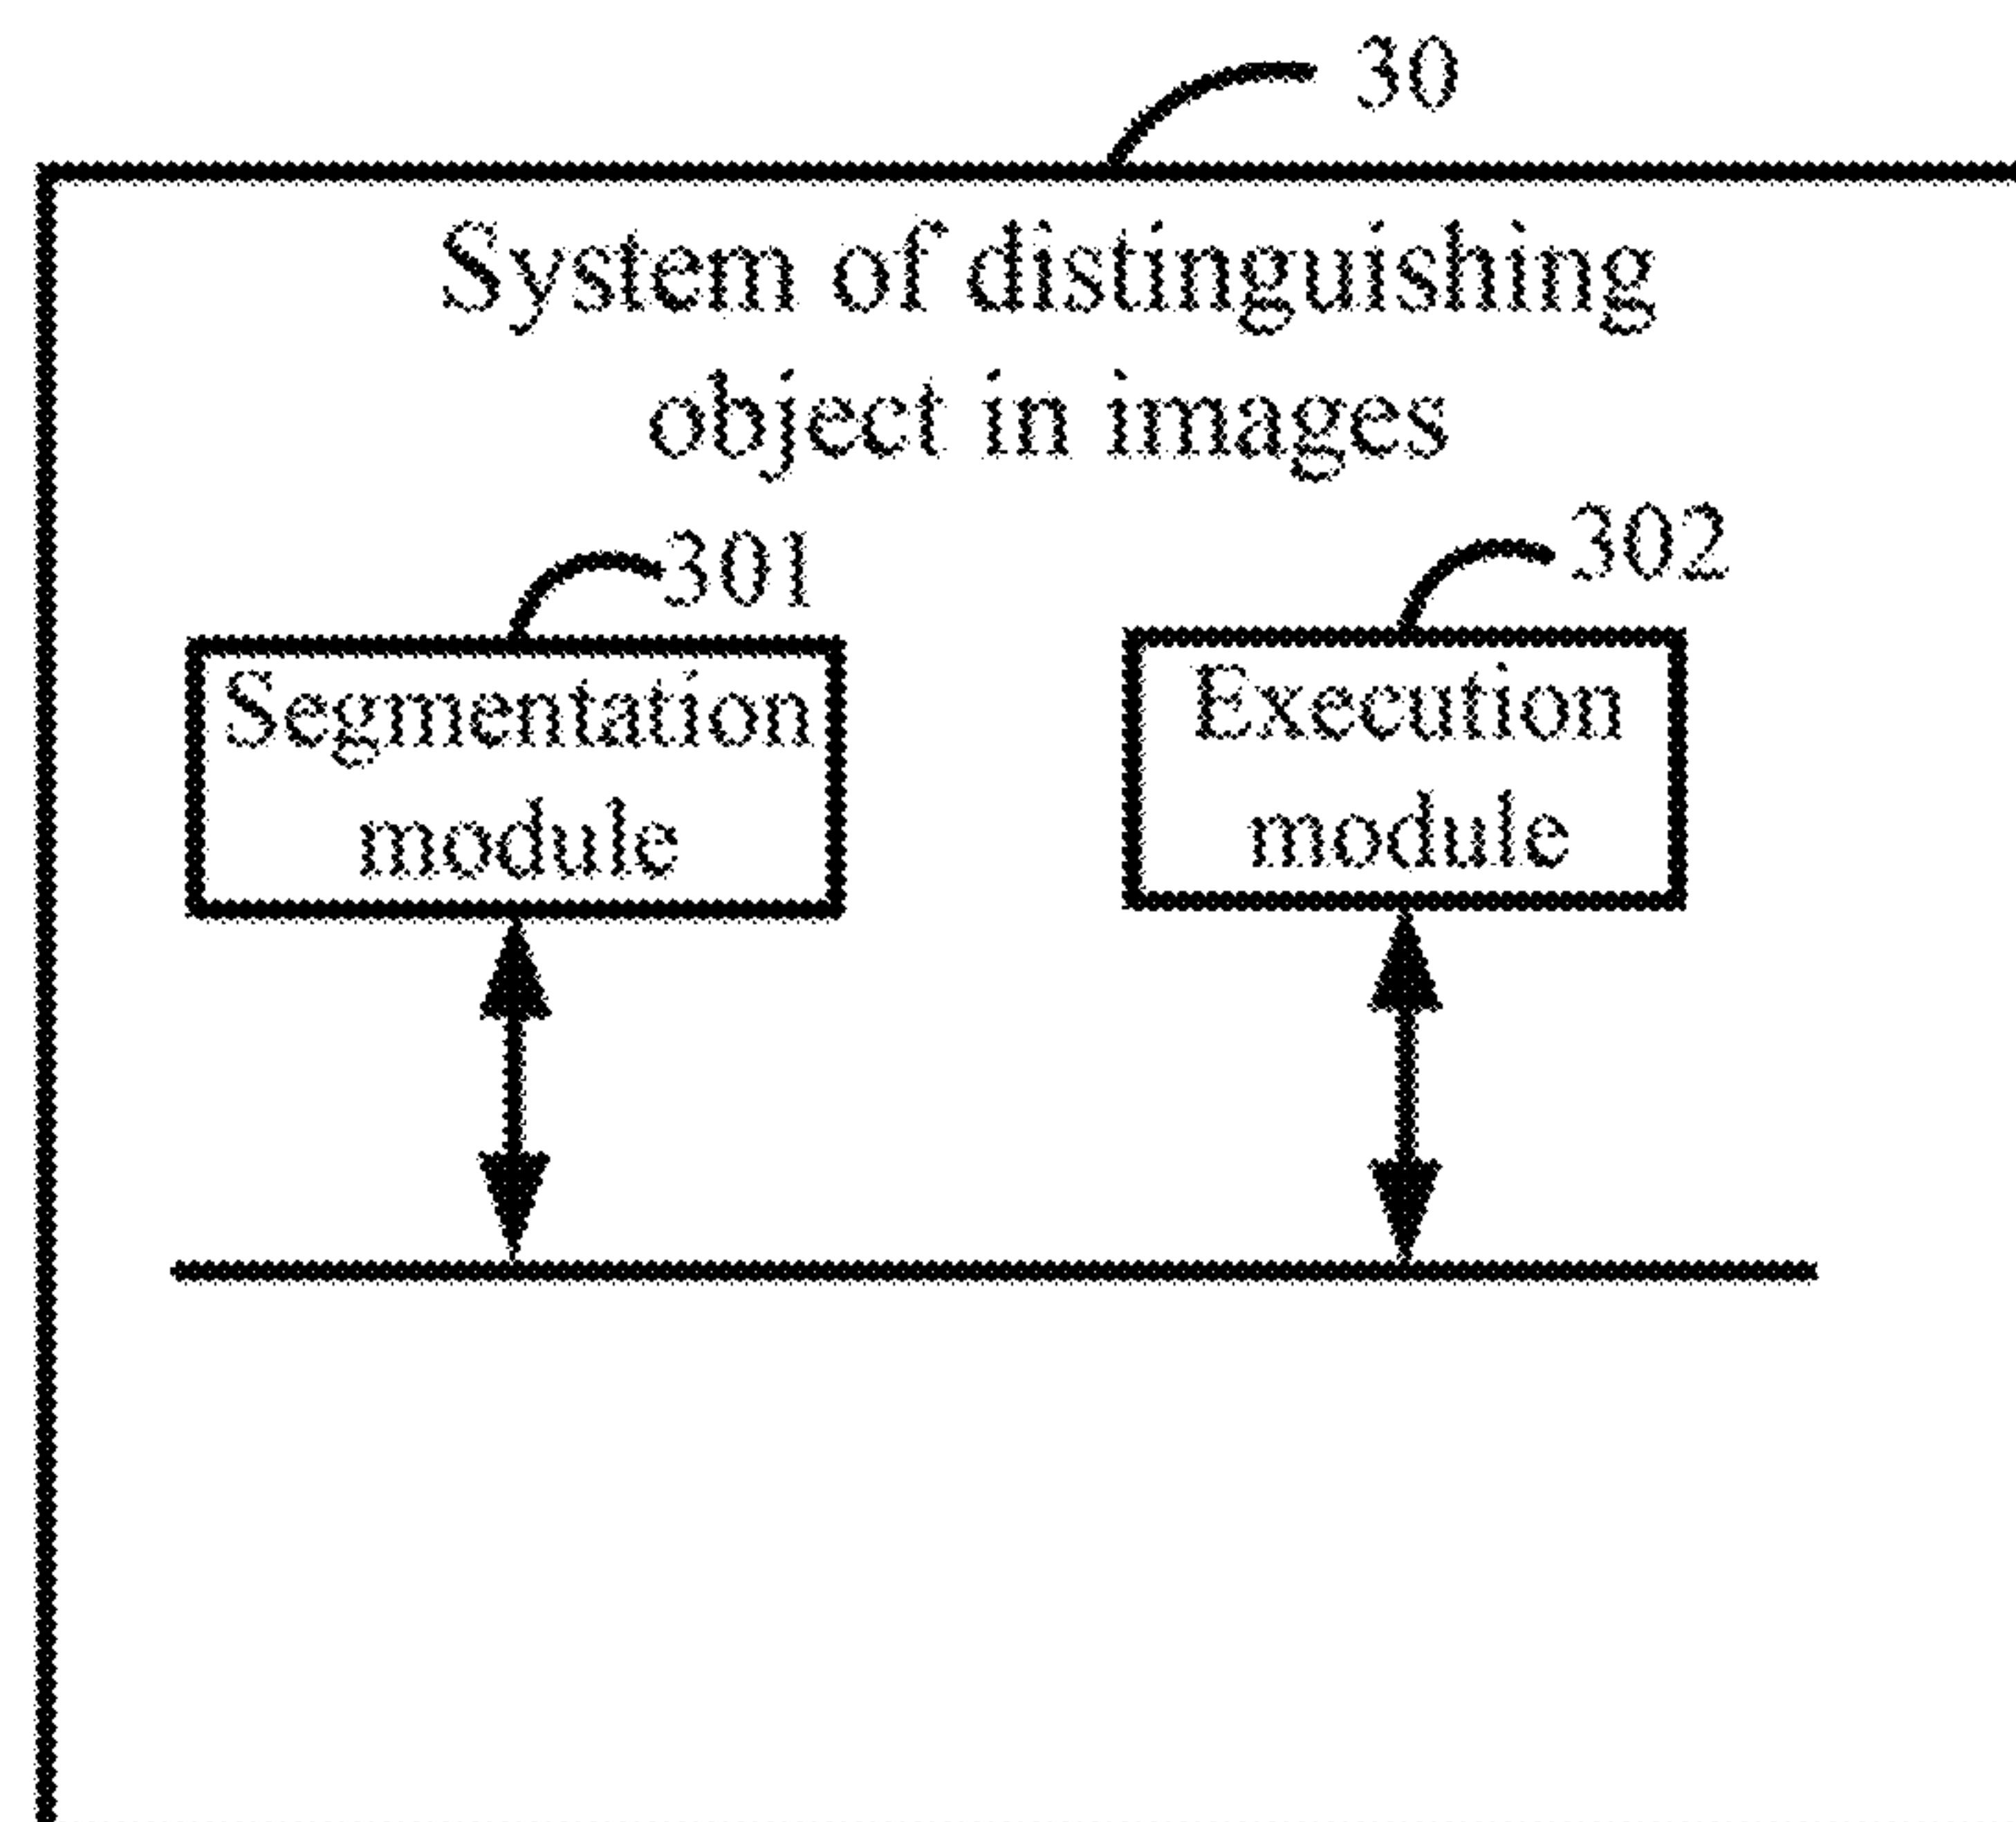 30
System of distinguishing
object in images
301
302
Segmentation
module
Execution
module